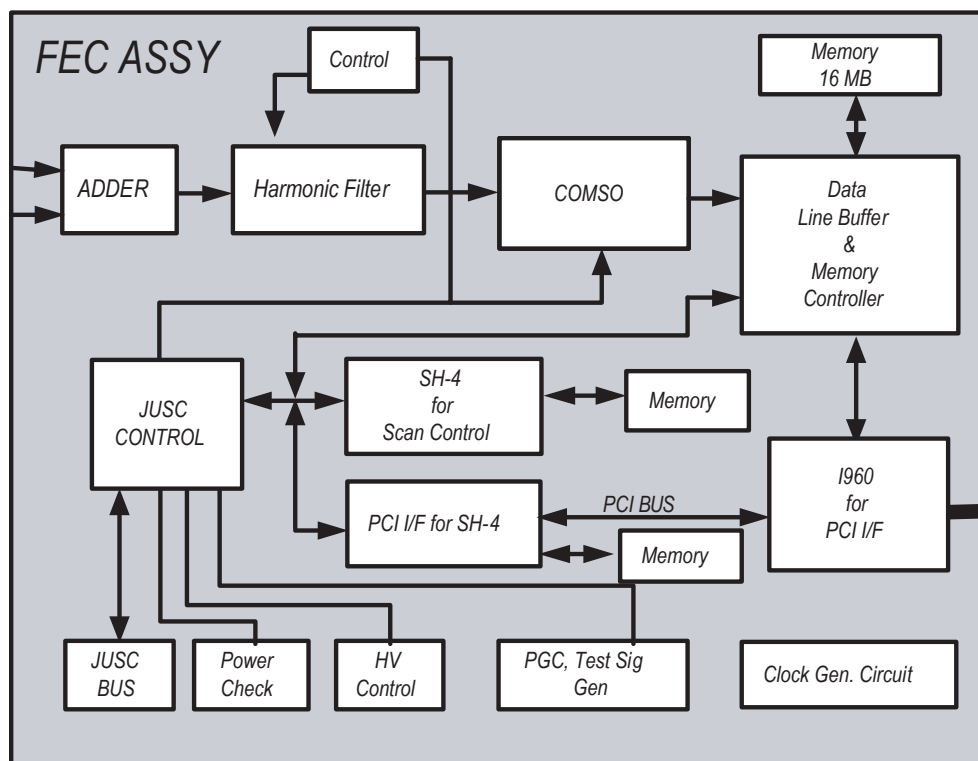 FEC ASSY
Control
Memory
16 MB
ADDER
Harmonic Filter
COMSO
Data
Line Buffer
&
Memory
Controller
JUSC
CONTROL
SH-4
for
Scan Control
Memory
PCI I/F for SH-4
PCI BUS
Memory
I960
for
PCI I/F
JUSC
BUS
Power
Check
HV
Control
PGC, Test Sig
Gen
Clock Gen. Circuit